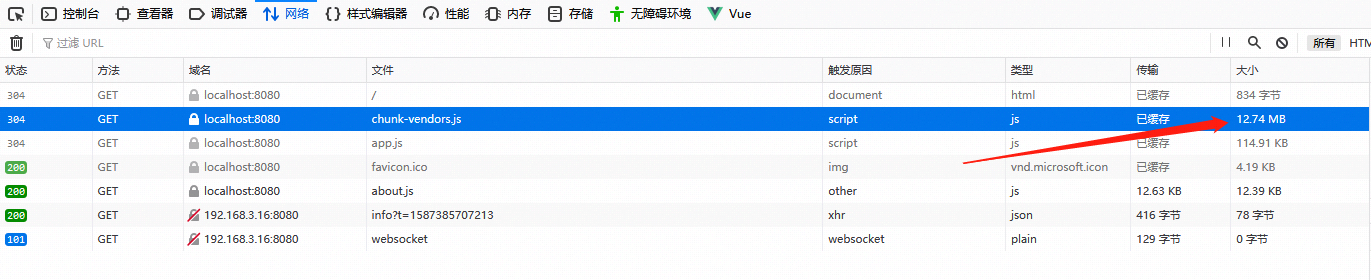 控制台 查看器 调试器 网络 样式编辑器 性能 内存 存储 无障碍环境 Vue
过滤 URL 所有 HTM
状态 方法 域名 文件 触发原因 类型 传输 大小
304 GET localhost:8080 / document html 已缓存 834 字节
304 GET localhost:8080 chunk-vendors.js script js 已缓存 12.74 MB
304 GET localhost:8080 app.js script js 已缓存 114.91 KB
200 GET localhost:8080 favicon.ico img vnd.microsoft.icon 已缓存 4.19 KB
200 GET localhost:8080 about.js other js 12.63 KB 12.39 KB
200 GET 192.168.3.16:8080 info?t=1587385707213 xhr json 416 字节 78 字节
101 GET 192.168.3.16:8080 websocket websocket plain 129 字节 0 字节